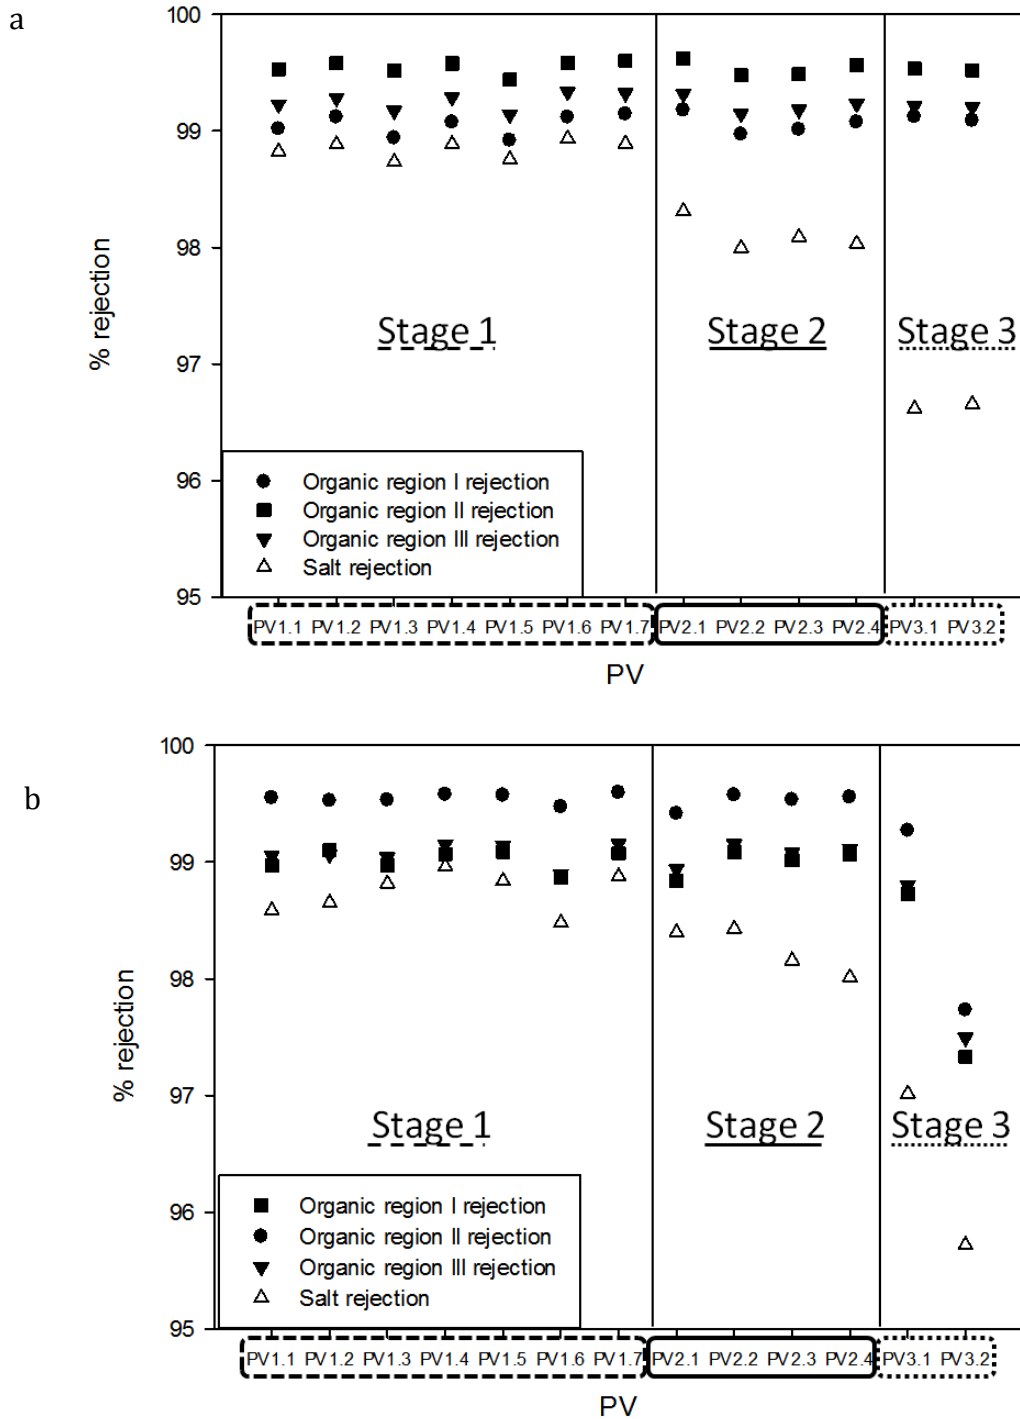 a
100
99
98
97
96
95
% rejection
Stage 1
Stage 2
Stage 3
Organic region I rejection
Organic region II rejection
Organic region III rejection
Salt rejection
PV1.1 PV1.2 PV1.3 PV1.4 PV1.5 PV1.6 PV1.7 PV2.1 PV2.2 PV2.3 PV2.4 PV3.1 PV3.2
PV
b
100
99
98
97
96
95
% rejection
Stage 1
Stage 2
Stage 3
Organic region I rejection
Organic region II rejection
Organic region III rejection
Salt rejection
PV1.1 PV1.2 PV1.3 PV1.4 PV1.5 PV1.6 PV1.7 PV2.1 PV2.2 PV2.3 PV2.4 PV3.1 PV3.2
PV